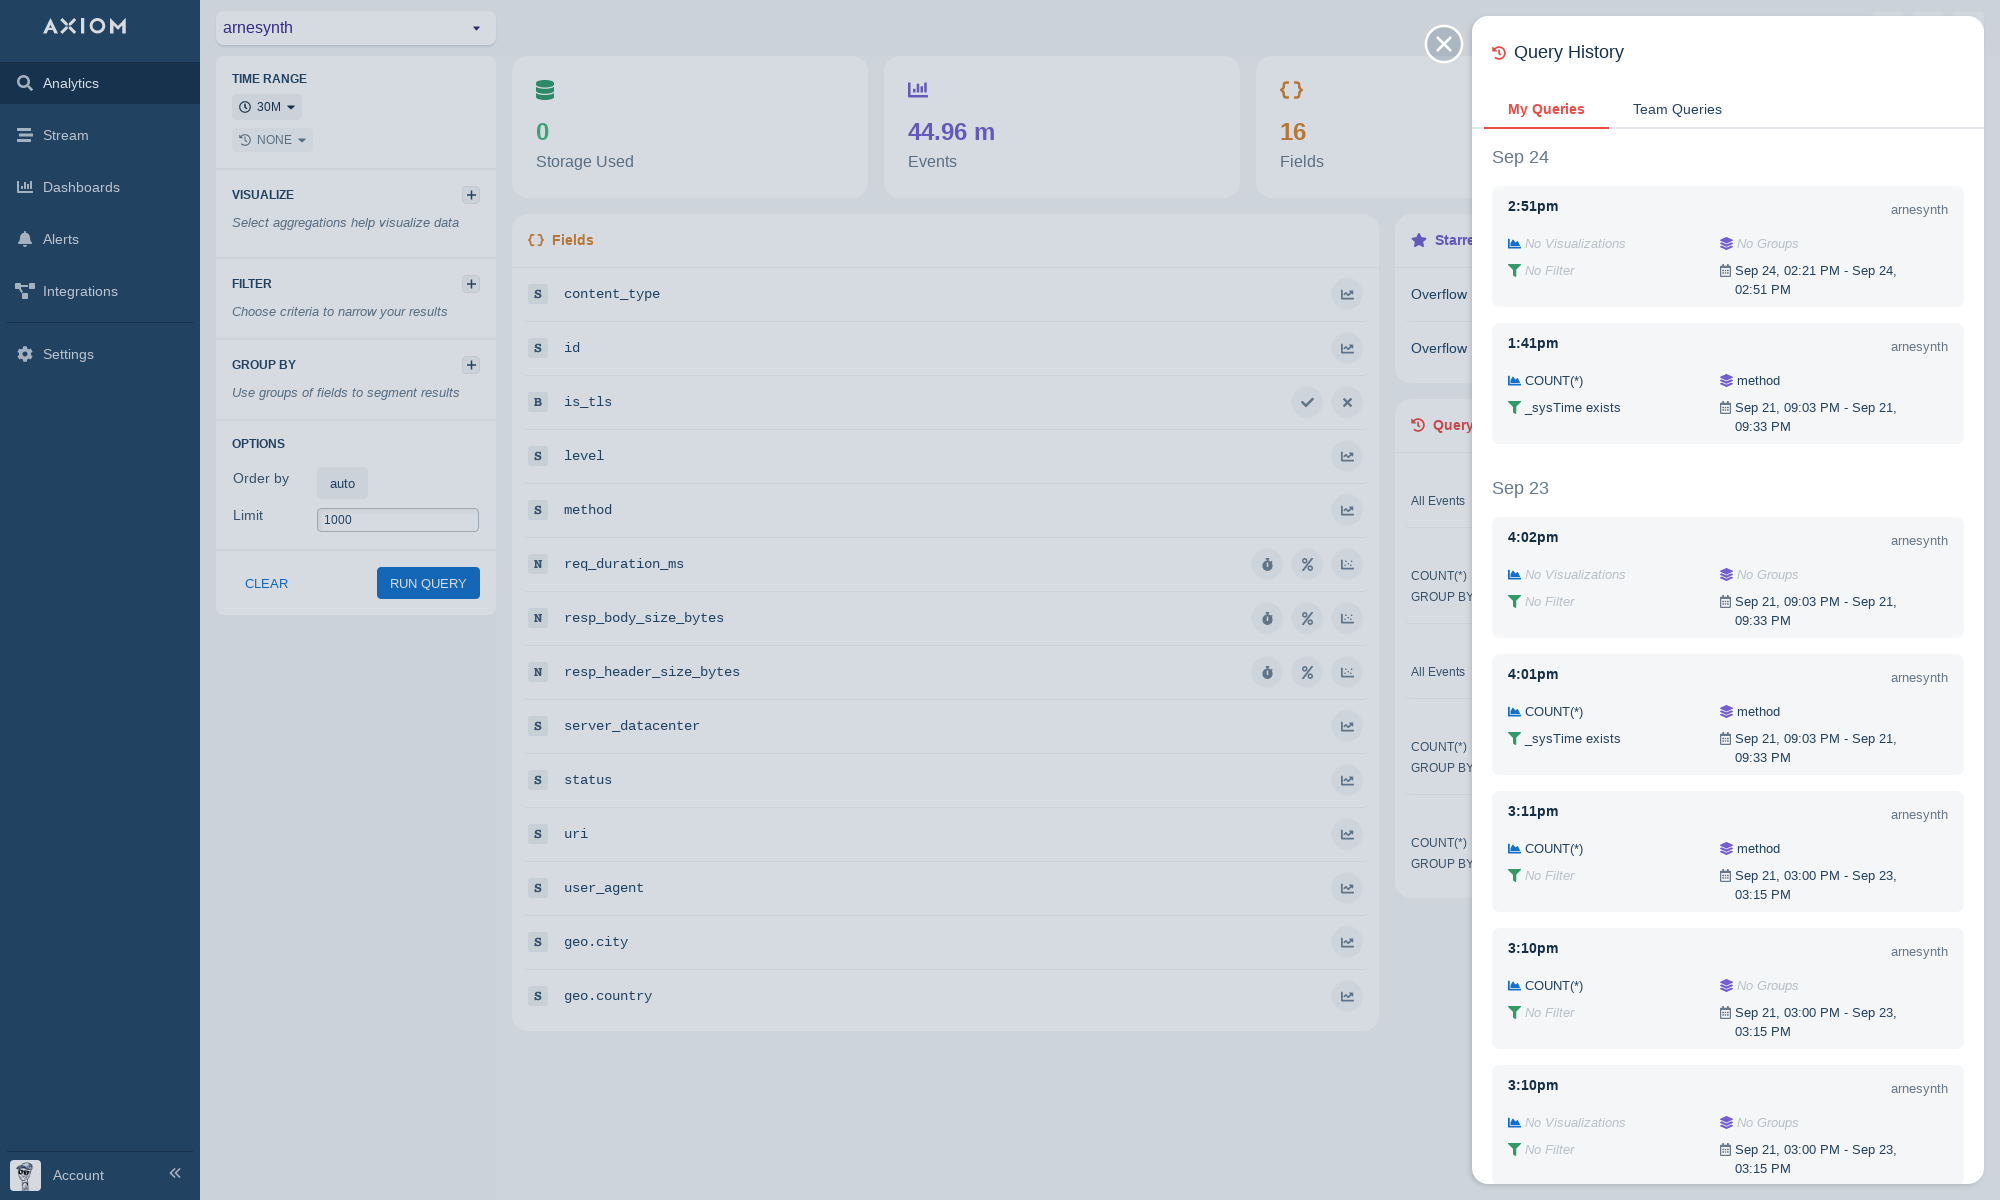 AXIOM
Analytics
Stream
Dashboards
Alerts
Integrations
Settings
Account
arnesynth
TIME RANGE
30M
NONE
VISUALIZE
Select aggregations help visualize data
FILTER
Choose criteria to narrow your results
GROUP BY
Use groups of fields to segment results
OPTIONS
Order by auto
Limit 1000
CLEAR RUN QUERY
0
Storage Used
44.96 m
Events
16
Fields
Fields
S content_type
S id
B is_tls
S level
S method
N req_duration_ms
N resp_body_size_bytes
N resp_header_size_bytes
S server_datacenter
S status
S uri
S user_agent
S geo.city
S geo.country
Starre
Overflow
Overflow
Query
All Events
COUNT(*)
GROUP BY
All Events
COUNT(*)
GROUP BY
COUNT(*)
GROUP BY
Query History
My Queries Team Queries
Sep 24
2:51pm arnesynth
No Visualizations No Groups
No Filter Sep 24, 02:21 PM - Sep 24,
02:51 PM
1:41pm arnesynth
COUNT(*) method
_sysTime exists Sep 21, 09:03 PM - Sep 21,
09:33 PM
Sep 23
4:02pm arnesynth
No Visualizations No Groups
No Filter Sep 21, 09:03 PM - Sep 21,
09:33 PM
4:01pm arnesynth
COUNT(*) method
_sysTime exists Sep 21, 09:03 PM - Sep 21,
09:33 PM
3:11pm arnesynth
COUNT(*) method
No Filter Sep 21, 03:00 PM - Sep 23,
03:15 PM
3:10pm arnesynth
COUNT(*) No Groups
No Filter Sep 21, 03:00 PM - Sep 23,
03:15 PM
3:10pm arnesynth
No Visualizations No Groups
No Filter Sep 21, 03:00 PM - Sep 23,
03:15 PM